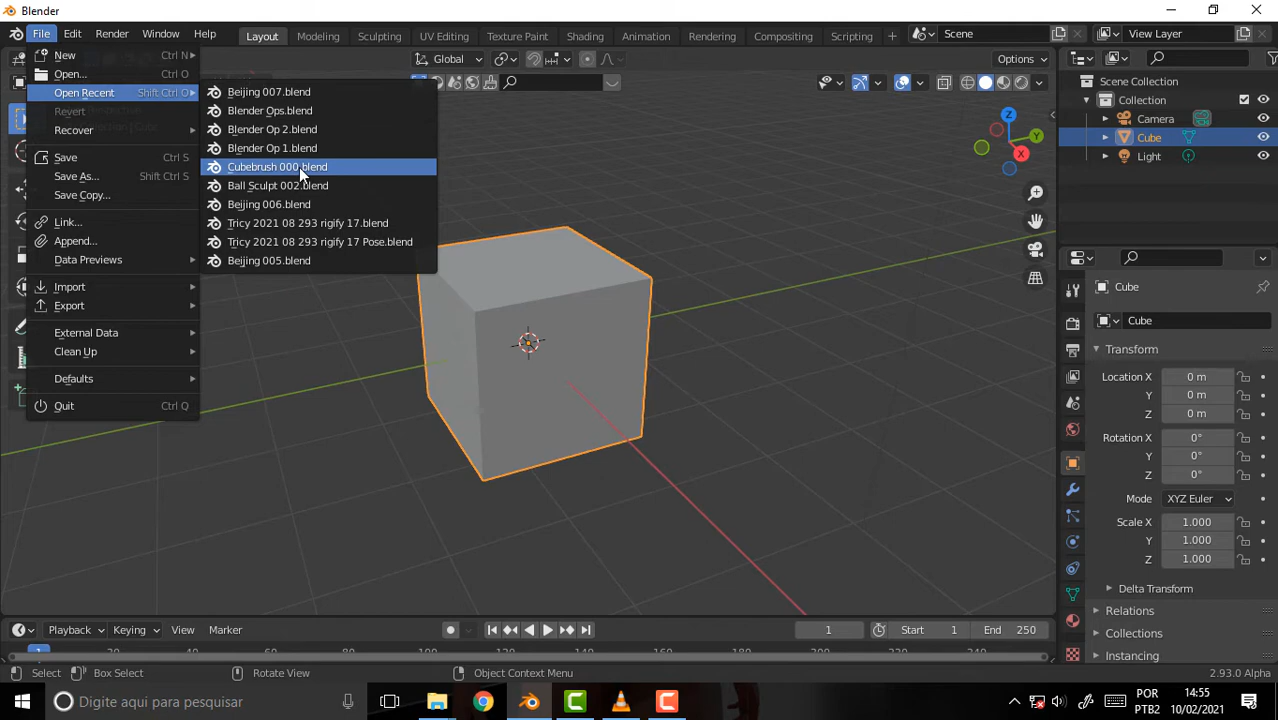 Blender
File Edit Render Window Help Layout Modeling Sculpting UV Editing Texture Paint Shading Animation Rendering Compositing Scripting + Scene View Layer
New Ctrl N
Open... Ctrl O
Open Recent Shift Ctrl O
Revert
Recover
Save Ctrl S
Save As... Shift Ctrl S
Save Copy...
Link...
Append...
Data Previews
Import
Export
External Data
Clean Up
Defaults
Quit Ctrl Q
Beijing 007.blend
Blender Ops.blend
Blender Op 2.blend
Blender Op 1.blend
Cubebrush 000.blend
Ball Sculpt 002.blend
Beijing 006.blend
Tricy 2021 08 293 rigify 17.blend
Tricy 2021 08 293 rigify 17 Pose.blend
Beijing 005.blend
Global
Options
Z
Y
X
Scene Collection
Collection
Camera
Cube
Light
Cube
Cube
Transform
Location X 0 m
Y 0 m
Z 0 m
Rotation X 0°
Y 0°
Z 0°
Mode XYZ Euler
Scale X 1.000
Y 1.000
Z 1.000
Delta Transform
Relations
Collections
Instancing
Playback Keying View Marker 1 Start 1 End 250
Select Box Select Rotate View Object Context Menu 2.93.0 Alpha
Digite aqui para pesquisar
POR
PTB2
14:55
10/02/2021